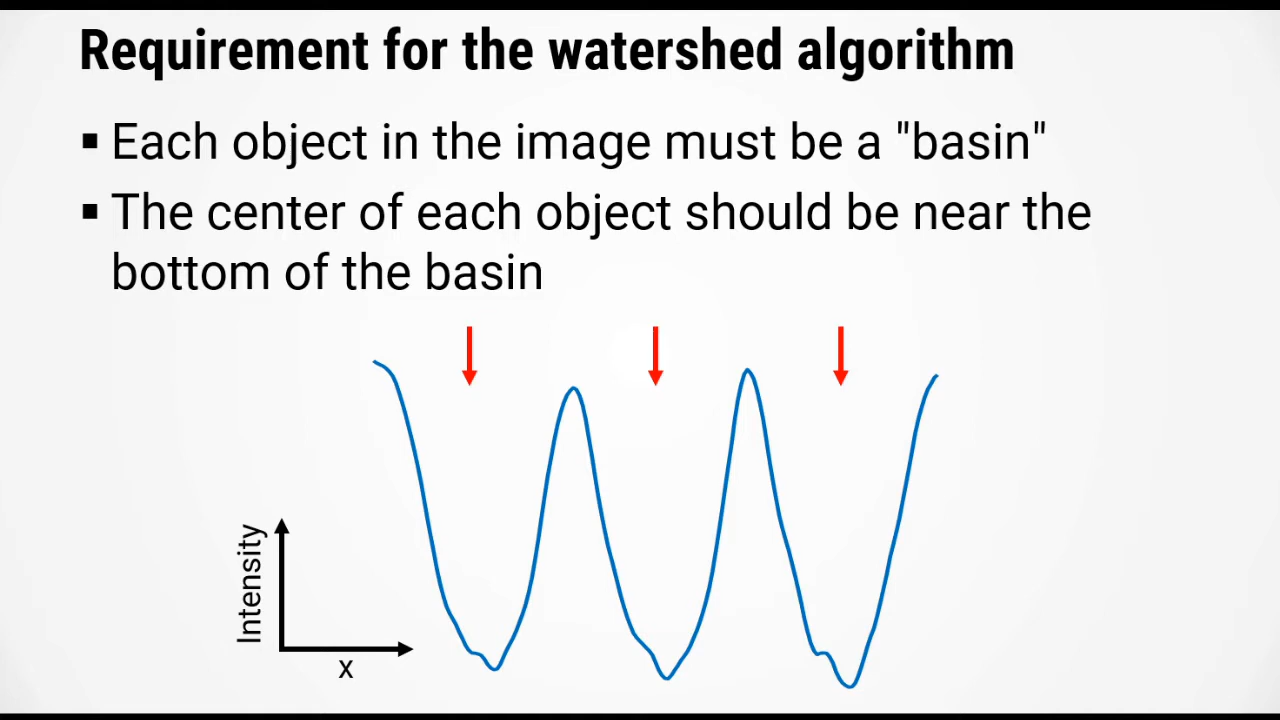 Requirement for the watershed algorithm
▪ Each object in the image must be a "basin"
▪ The center of each object should be near the
bottom of the basin
Intensity
x